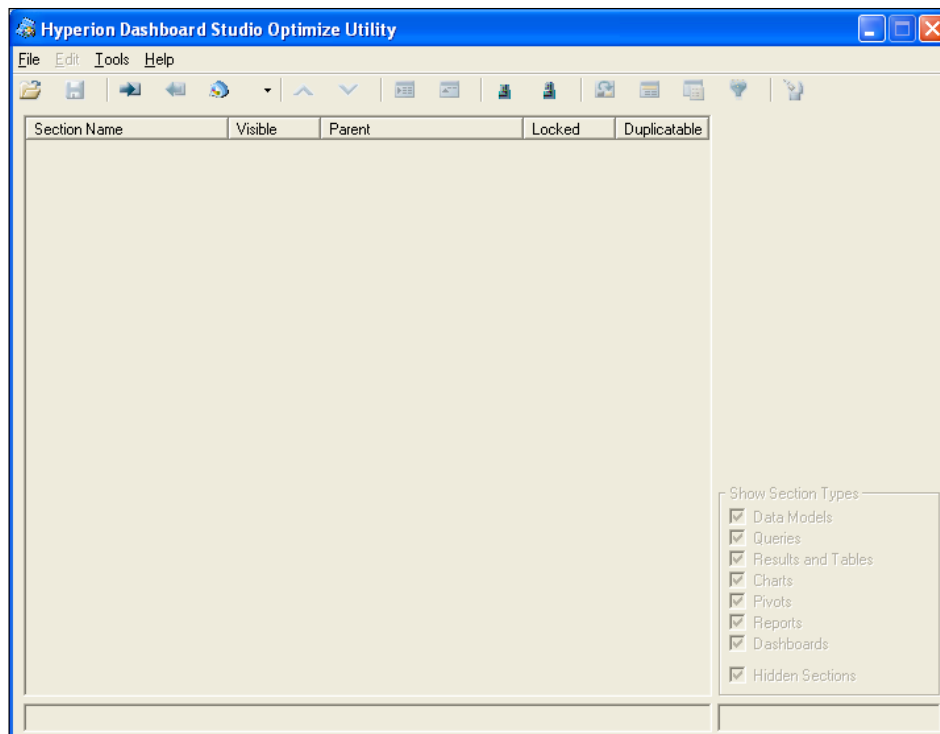 Hyperion Dashboard Studio Optimize Utility
File Edit Tools Help
Section Name Visible Parent Locked Duplicatable
Show Section Types
Data Models
Queries
Results and Tables
Charts
Pivots
Reports
Dashboards
Hidden Sections